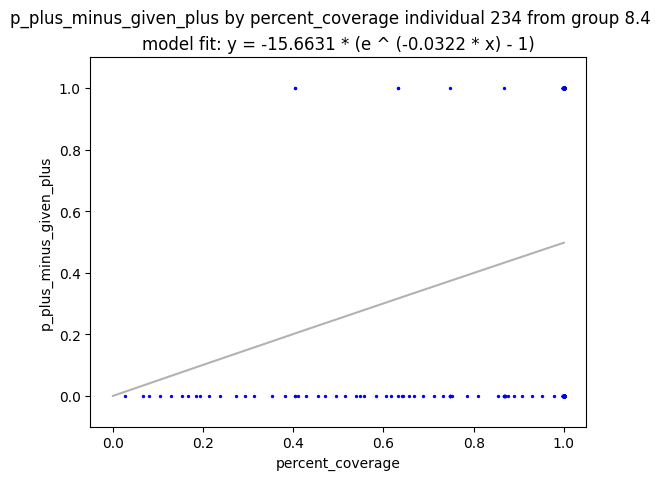 p_plus_minus_given_plus by percent_coverage individual 234 from group 8.4
model fit: y = -15.6631 * (e ^ (-0.0322 * x) - 1)
1.0
0.8
0.6
0.4
0.2
0.0
p_plus_minus_given_plus
0.0 0.2 0.4 0.6 0.8 1.0
percent_coverage